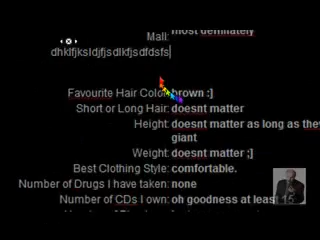 most definately
Mall:
dhklfjksldjfjsdlkfjsdfdsfs
Favourite Hair Color: brown :]
Short or Long Hair: doesnt matter
Height: doesnt matter as long as they
giant
Weight: doesnt matter ;]
Best Clothing Style: comfortable.
Number of Drugs I have taken: none
Number of CDs I own: oh goodness at least